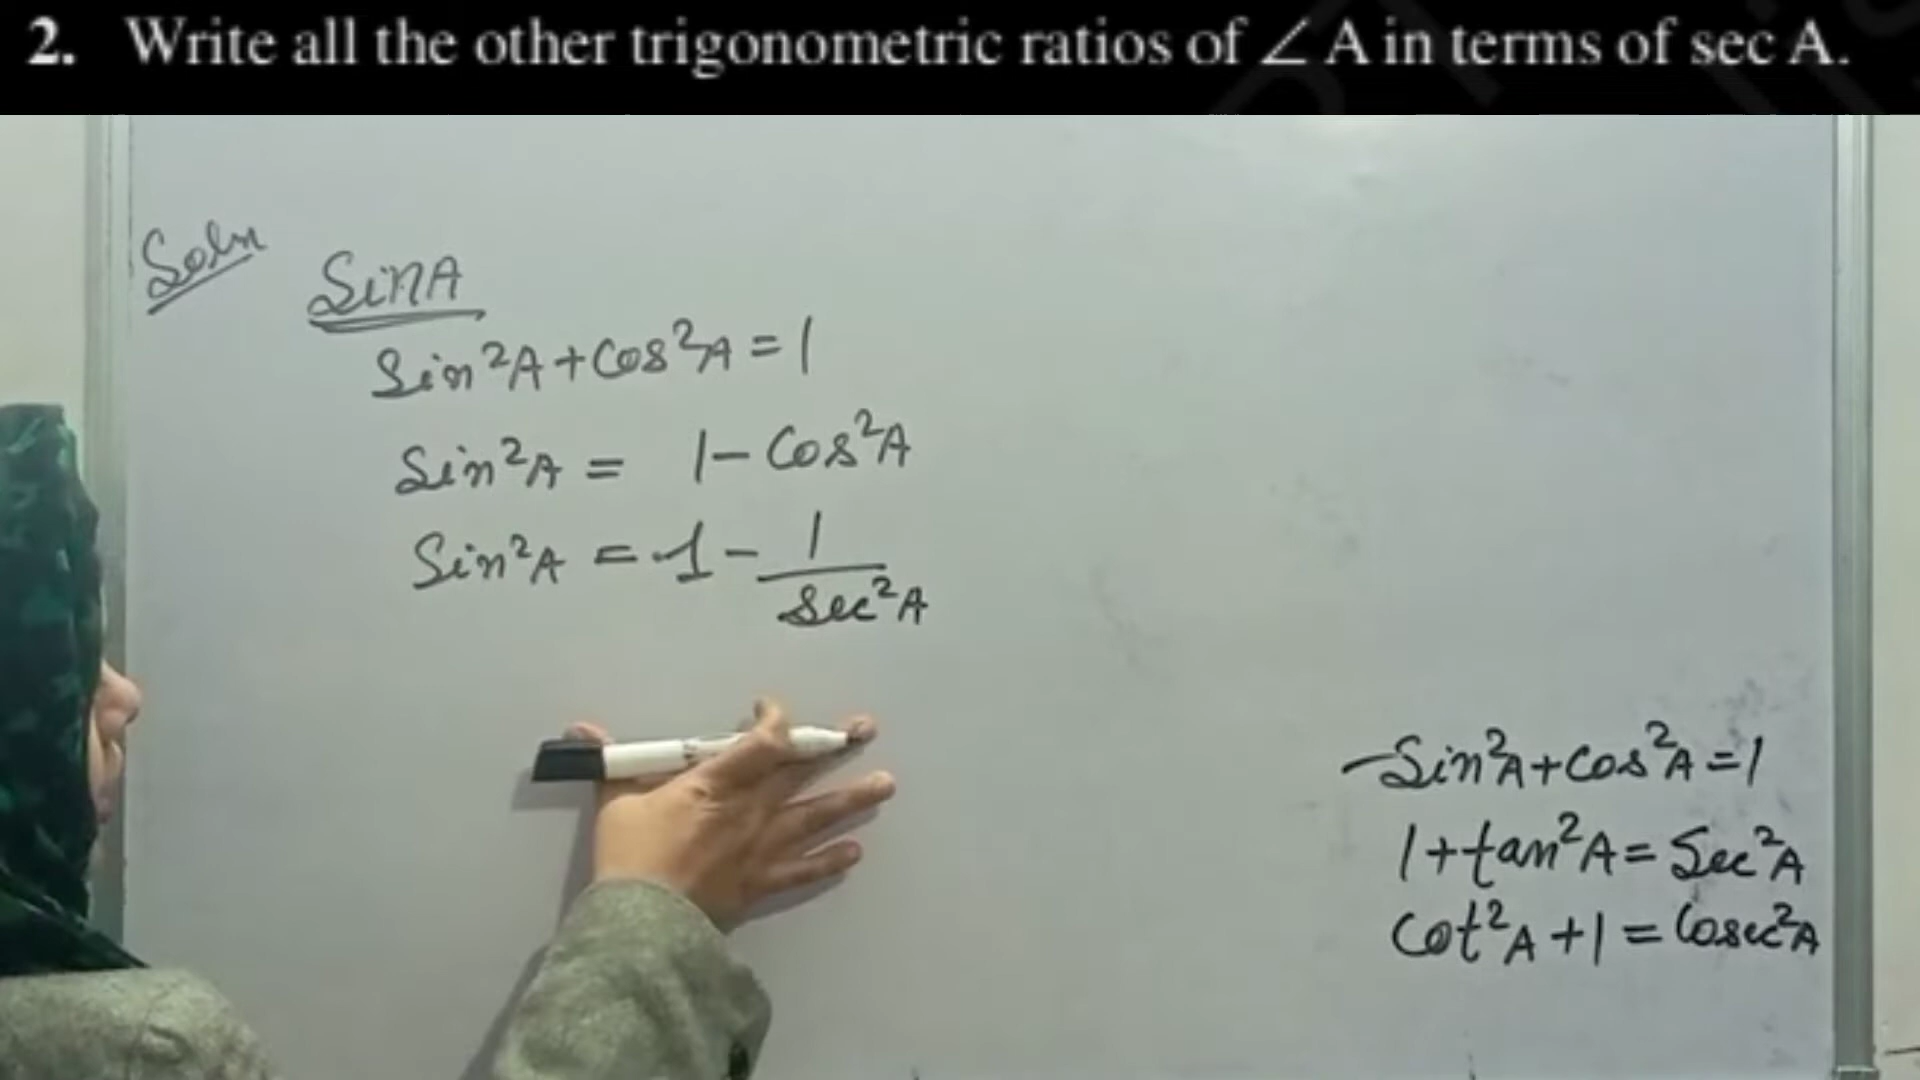 2. Write all the other trigonometric ratios of ∠A in terms of sec A.
Soln
SinA
Sin²A + Cos²A = 1
Sin²A = 1 - Cos²A
Sin²A = 1 - 1/Sec²A
Sin²A + Cos²A = 1
1 + tan²A = Sec²A
Cot²A + 1 = Cosec²A